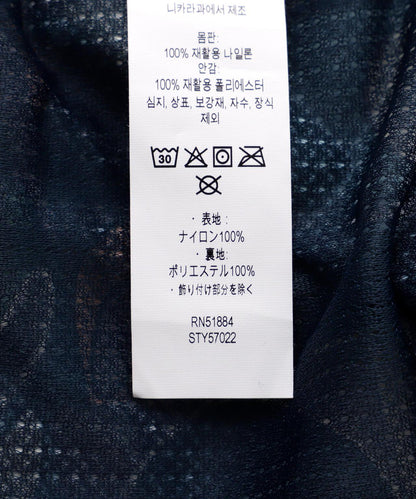 니카라과에서 제조
몸판:
100% 재활용 나일론
안감:
100% 재활용 폴리에스터
심지, 상표, 보강재, 자수, 장식
제외
30
・表地:
ナイロン100%
・裏地:
ポリエステル100%
・飾り付け部分を除く
RN51884
STY57022